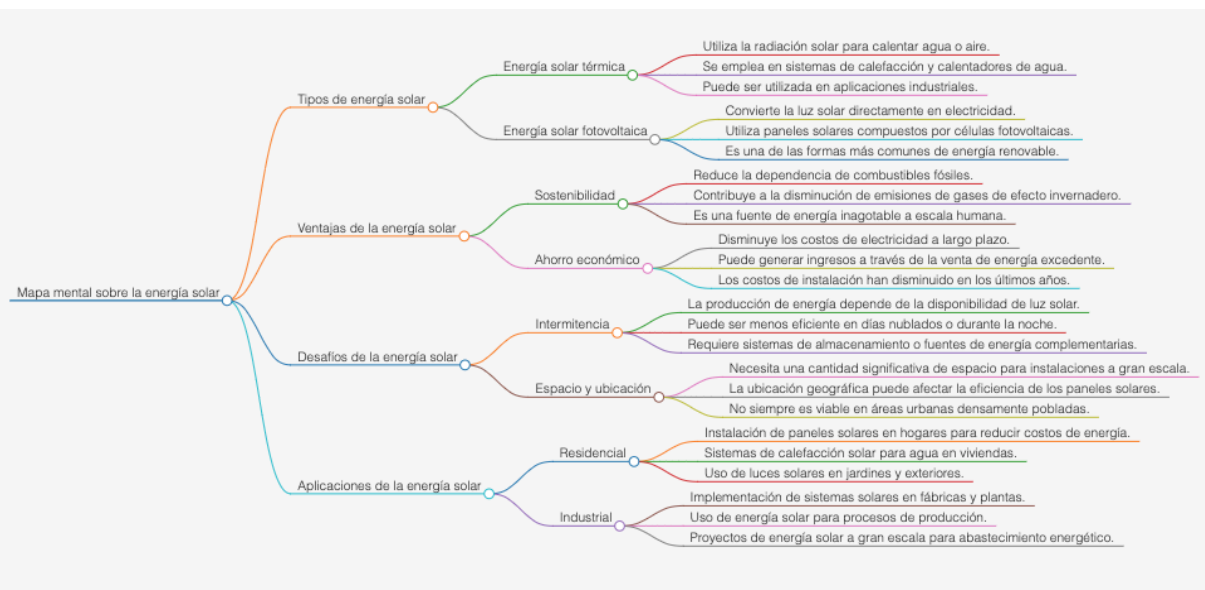 Mapa mental sobre la energía solar
Tipos de energía solar
Energía solar térmica
Utiliza la radiación solar para calentar agua o aire.
Se emplea en sistemas de calefacción y calentadores de agua.
Puede ser utilizada en aplicaciones industriales.
Energía solar fotovoltaica
Convierte la luz solar directamente en electricidad.
Utiliza paneles solares compuestos por células fotovoltaicas.
Es una de las formas más comunes de energía renovable.
Ventajas de la energía solar
Sostenibilidad
Reduce la dependencia de combustibles fósiles.
Contribuye a la disminución de emisiones de gases de efecto invernadero.
Es una fuente de energía inagotable a escala humana.
Ahorro económico
Disminuye los costos de electricidad a largo plazo.
Puede generar ingresos a través de la venta de energía excedente.
Los costos de instalación han disminuido en los últimos años.
Desafíos de la energía solar
Intermitencia
La producción de energía depende de la disponibilidad de luz solar.
Puede ser menos eficiente en días nublados o durante la noche.
Requiere sistemas de almacenamiento o fuentes de energía complementarias.
Espacio y ubicación
Necesita una cantidad significativa de espacio para instalaciones a gran escala.
La ubicación geográfica puede afectar la eficiencia de los paneles solares.
No siempre es viable en áreas urbanas densamente pobladas.
Aplicaciones de la energía solar
Residencial
Instalación de paneles solares en hogares para reducir costos de energía.
Sistemas de calefacción solar para agua en viviendas.
Uso de luces solares en jardines y exteriores.
Industrial
Implementación de sistemas solares en fábricas y plantas.
Uso de energía solar para procesos de producción.
Proyectos de energía solar a gran escala para abastecimiento energético.